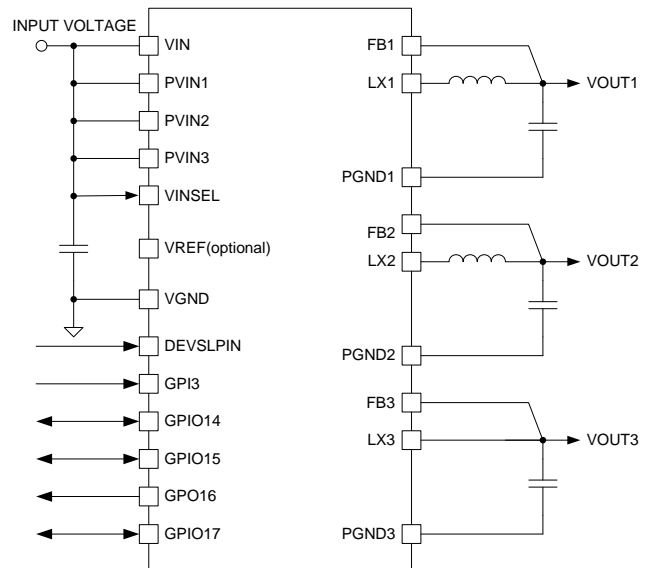 INPUT VOLTAGE
VIN
PVIN1
PVIN2
PVIN3
VINSEL
VREF(optional)
VGND
DEVSLPIN
GPI3
GPIO14
GPIO15
GPO16
GPIO17
FB1
LX1
VOUT1
PGND1
FB2
LX2
VOUT2
PGND2
FB3
LX3
VOUT3
PGND3